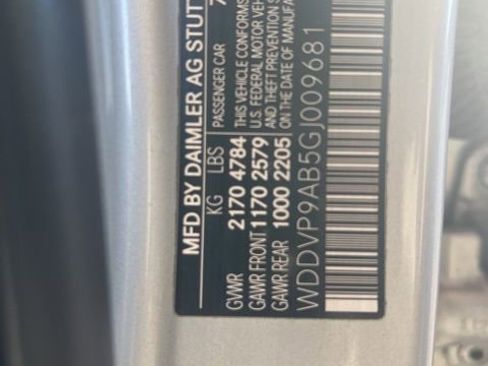 MFD BY DAIMLER AG STUT
KG LBS
GVWR 2170 4784
GAWR FRONT 1170 2579
GAWR REAR 1000 2205
PASSENGER CAR
THIS VEHICLE CONFORMS
U.S. FEDERAL MOTOR VEH
AND THEFT PREVENTION S
ON THE DATE OF MANUFA
WDDVP9AB5GJ009681